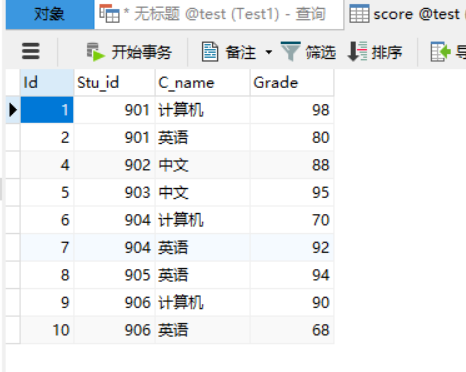 对象 * 无标题 @test (Test1) - 查询 score @test
开始事务 备注 筛选 排序 导
Id Stu_id C_name Grade
1 901 计算机 98
2 901 英语 80
4 902 中文 88
5 903 中文 95
6 904 计算机 70
7 904 英语 92
8 905 英语 94
9 906 计算机 90
10 906 英语 68